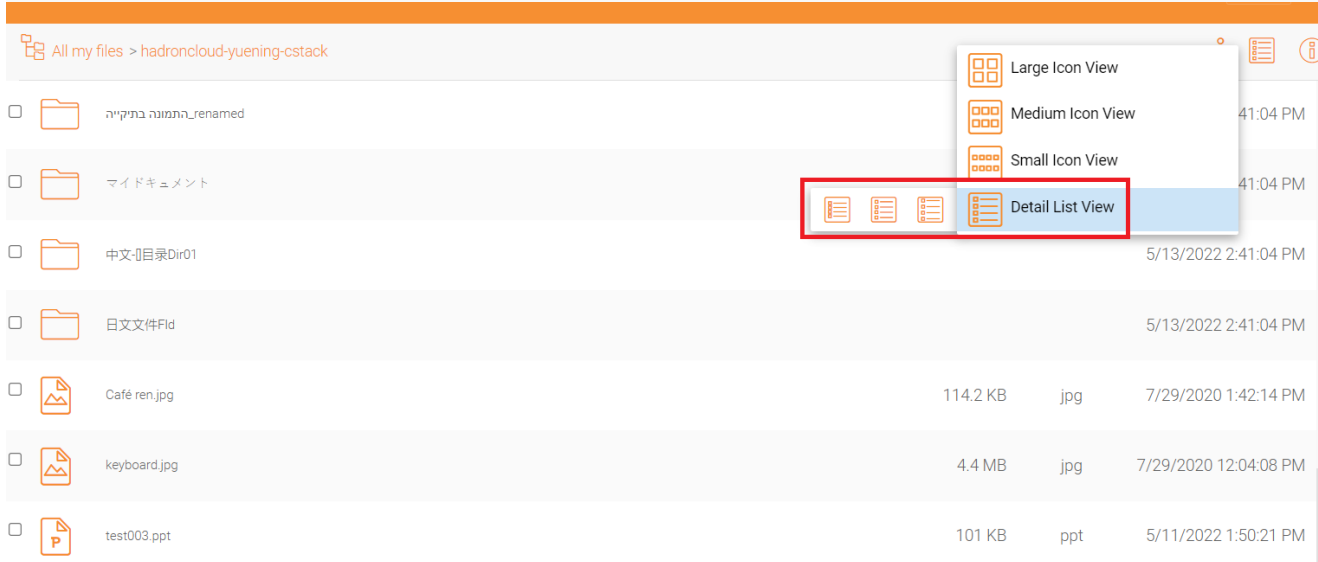 All my files > hadroncloud-yuening-cstack
Large Icon View
התמונה בתיקייה_renamed
Medium Icon View
41:04 PM
Small Icon View
マイドキュメント
41:04 PM
Detail List View
中文-[]目录Dir01
5/13/2022 2:41:04 PM
日文文件Fld
5/13/2022 2:41:04 PM
Café ren.jpg 114.2 KB jpg 7/29/2020 1:42:14 PM
keyboard.jpg 4.4 MB jpg 7/29/2020 12:04:08 PM
test003.ppt 101 KB ppt 5/11/2022 1:50:21 PM